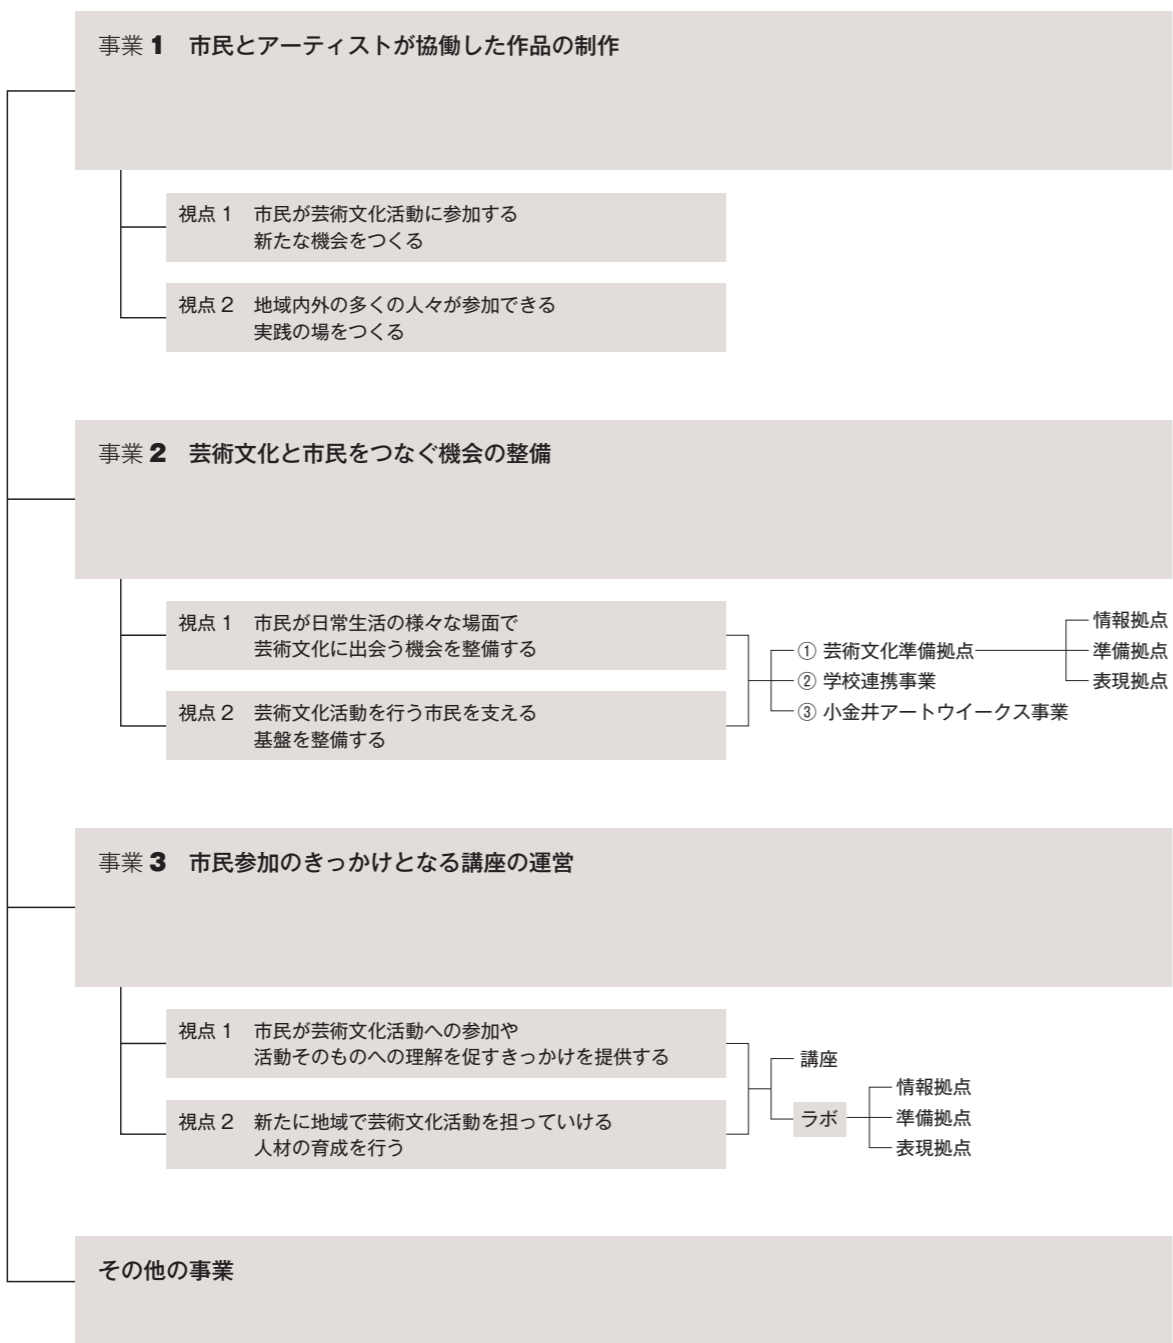 事業 1 市民とアーティストが協働した作品の制作
視点 1 市民が芸術文化活動に参加する
新たな機会をつくる
視点 2 地域内外の多くの人々が参加できる
実践の場をつくる
事業 2 芸術文化と市民をつなぐ機会の整備
視点 1 市民が日常生活の様々な場面で
芸術文化に出会う機会を整備する
視点 2 芸術文化活動を行う市民を支える
基盤を整備する
① 芸術文化準備拠点
② 学校連携事業
③ 小金井アートウイークス事業
情報拠点
準備拠点
表現拠点
事業 3 市民参加のきっかけとなる講座の運営
視点 1 市民が芸術文化活動への参加や
活動そのものへの理解を促すきっかけを提供する
視点 2 新たに地域で芸術文化活動を担っていける
人材の育成を行う
講座
ラボ
情報拠点
準備拠点
表現拠点
その他の事業